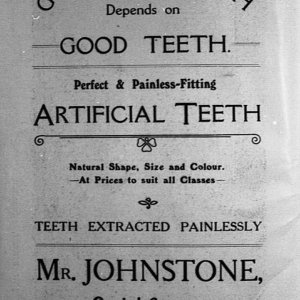 Depends on
GOOD TEETH.
Perfect & Painless-Fitting
ARTIFICIAL TEETH
Natural Shape, Size and Colour.
—At Prices to suit all Classes—
TEETH EXTRACTED PAINLESSLY
MR. JOHNSTONE,